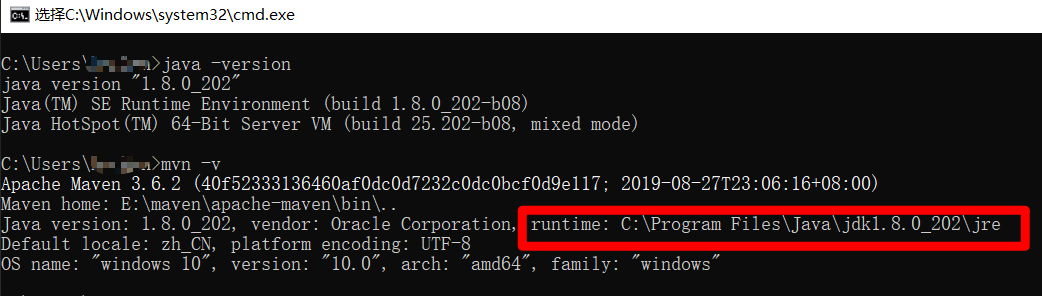 选择C:\Windows\system32\cmd.exe
C:\Users\ >java -version
java version "1.8.0_202"
Java(TM) SE Runtime Environment (build 1.8.0_202-b08)
Java HotSpot(TM) 64-Bit Server VM (build 25.202-b08, mixed mode)
C:\Users\ >mvn -v
Apache Maven 3.6.2 (40f52333136460af0dc0d7232c0dc0bcf0d9e117; 2019-08-27T23:06:16+08:00)
Maven home: E:\maven\apache-maven\bin\..
Java version: 1.8.0_202, vendor: Oracle Corporation, runtime: C:\Program Files\Java\jdk1.8.0_202\jre
Default locale: zh_CN, platform encoding: UTF-8
OS name: "windows 10", version: "10.0", arch: "amd64", family: "windows"